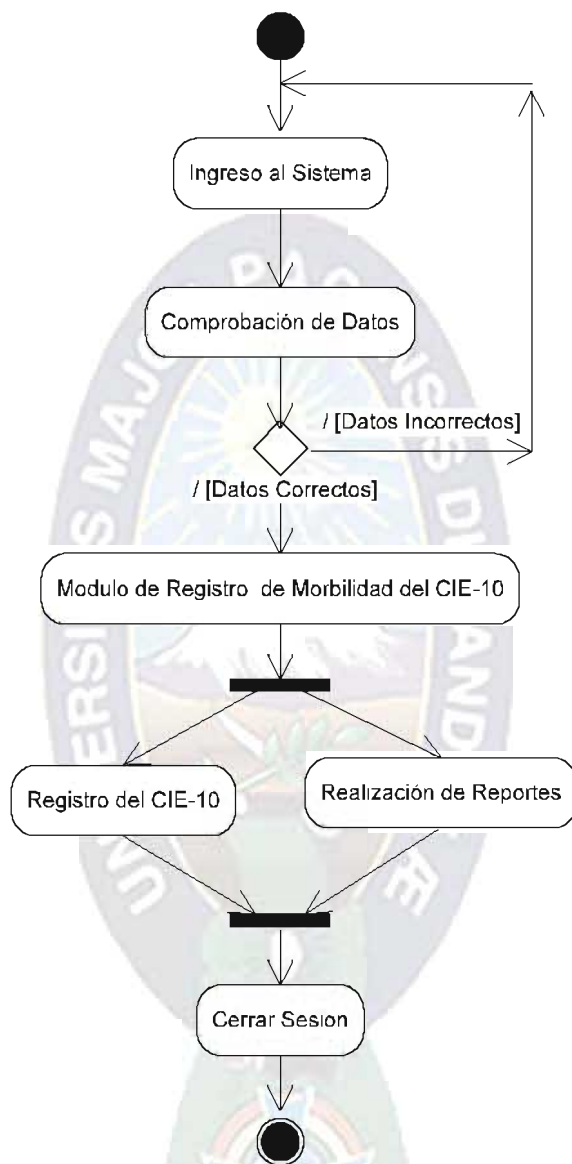 Ingreso al Sistema
Comprobación de Datos
/ [Datos Incorrectos]
/ [Datos Correctos]
Modulo de Registro de Morbilidad del CIE-10
Registro del CIE-10
Realización de Reportes
Cerrar Sesion